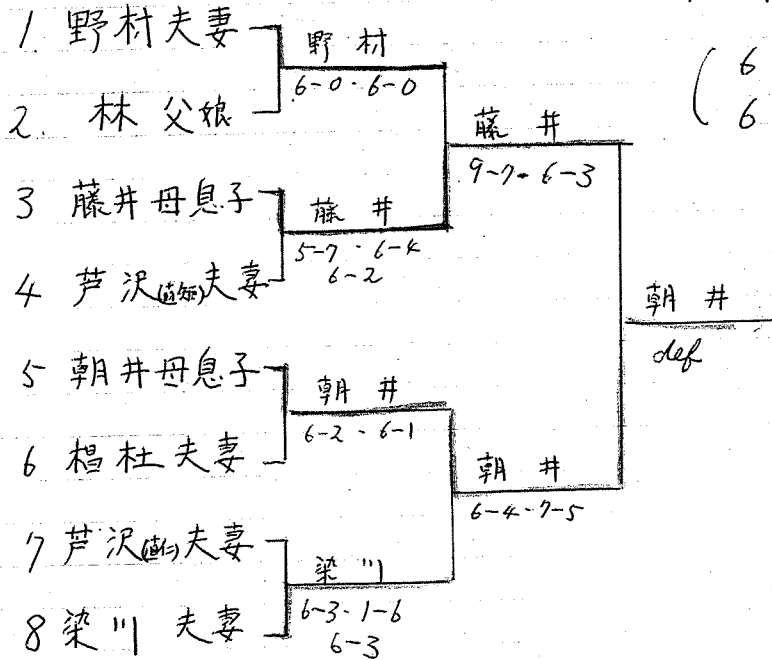 1. 野村夫妻
野村
6-0・6-0
2. 林 父娘
藤井
9-7・6-3
3 藤井母息子
藤井
5-7・6-4
6-2
4 芦沢(直知)夫妻
朝井
def
5 朝井母息子
朝井
6-2・6-1
6 椙杜夫妻
朝井
6-4・7-5
7 芦沢(直仁)夫妻
染川
6-3・1-6
6-3
8 染川 夫妻
( 6
6